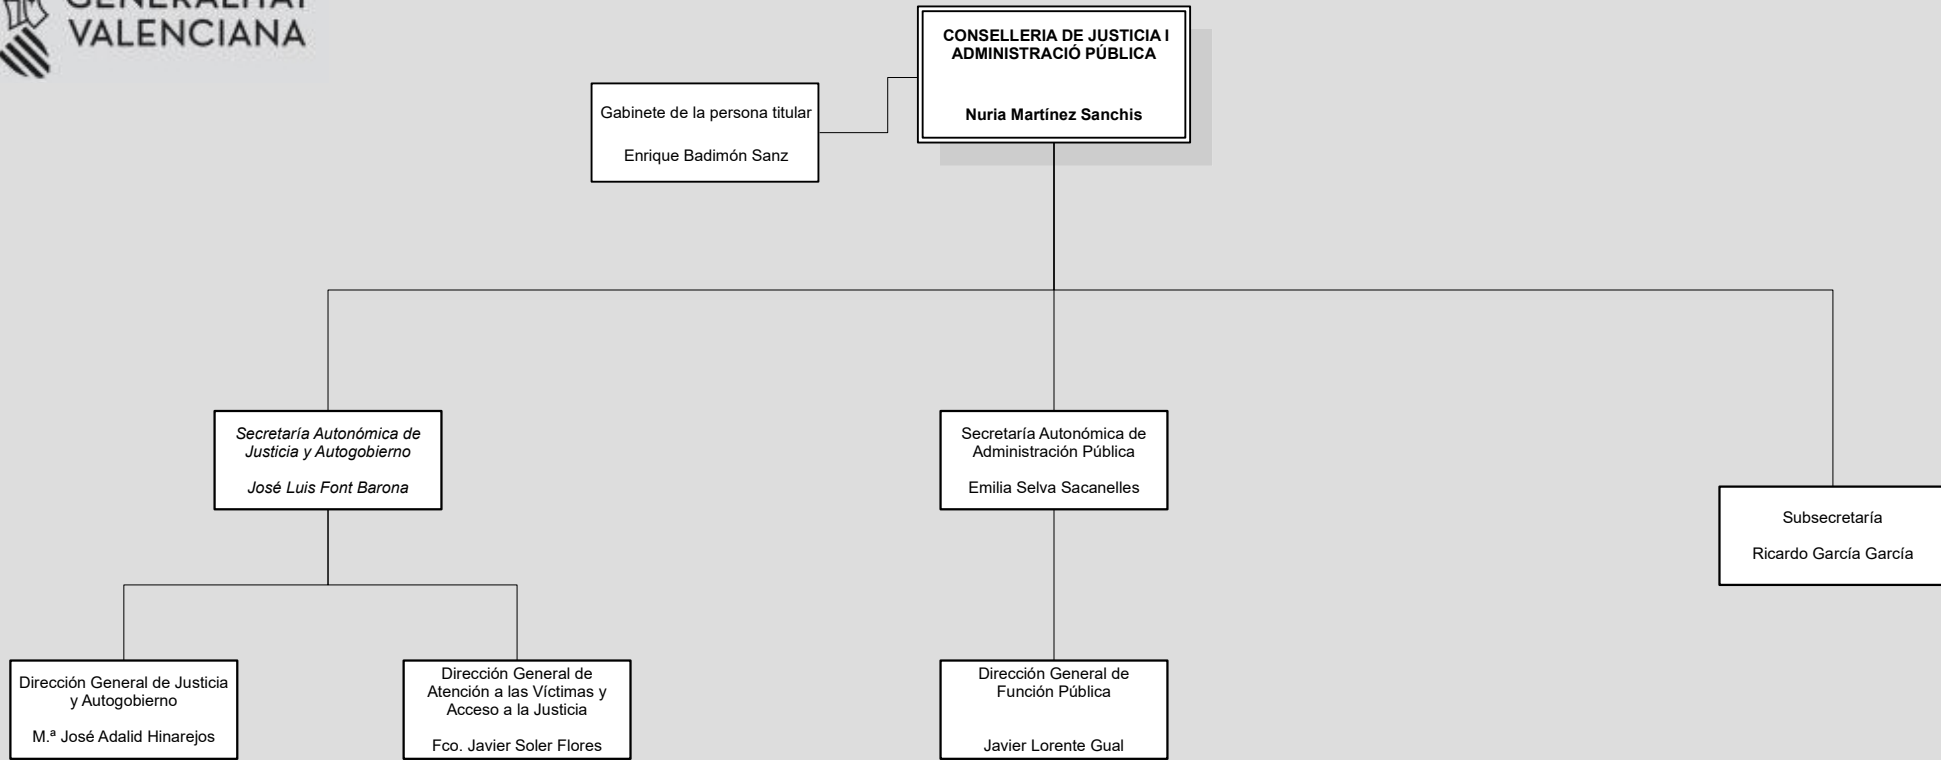 GENERALITAT
VALENCIANA
CONSELLERIA DE JUSTICIA I
ADMINISTRACIÓ PÚBLICA
Nuria Martínez Sanchis
Gabinete de la persona titular
Enrique Badimón Sanz
Secretaría Autonómica de
Justicia y Autogobierno
José Luis Font Barona
Secretaría Autonómica de
Administración Pública
Emilia Selva Sacanelles
Subsecretaría
Ricardo García García
Dirección General de Justicia
y Autogobierno
M.ª José Adalid Hinarejos
Dirección General de
Atención a las Víctimas y
Acceso a la Justicia
Fco. Javier Soler Flores
Dirección General de
Función Pública
Javier Lorente Gual